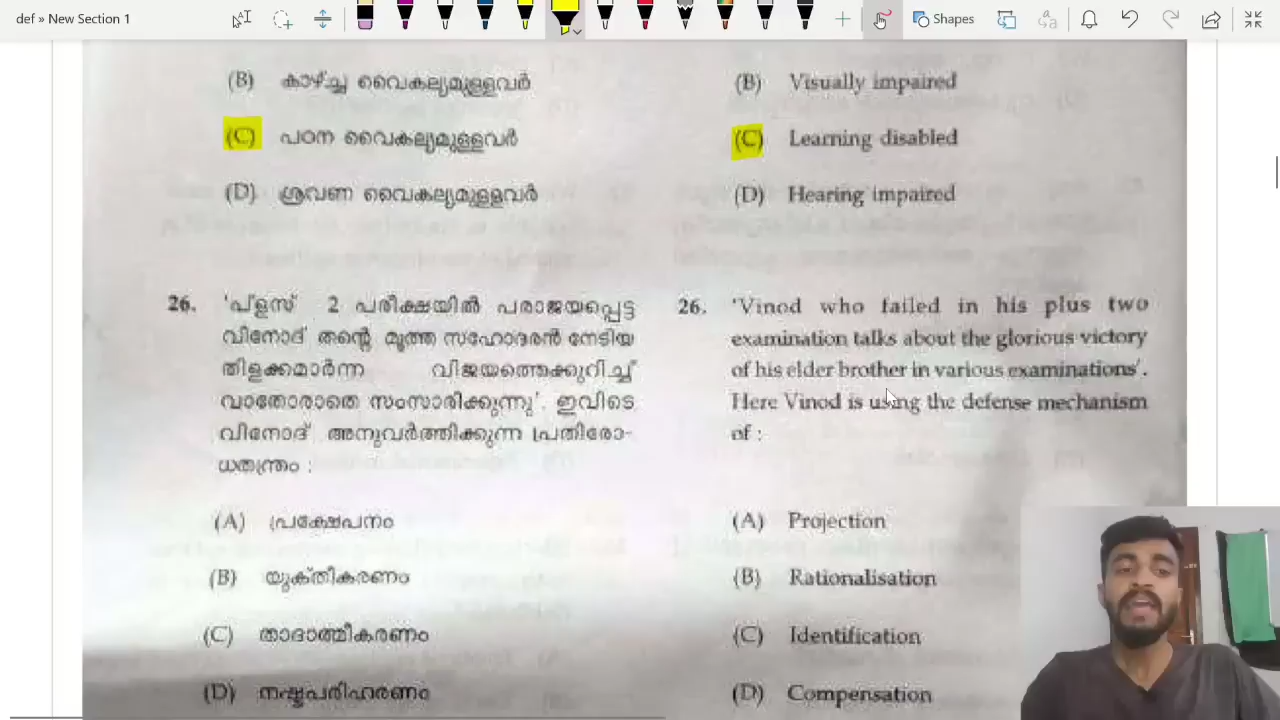 def » New Section 1
Shapes
(B) കാഴ്ച്ച വൈകല്യമുള്ളവർ
(C) പഠന വൈകല്യമുള്ളവർ
(D) ശ്രവണ വൈകല്യമുള്ളവർ
26. 'പ്ളസ് 2 പരീക്ഷയിൽ പരാജയപ്പെട്ട
വിനോദ് തന്റെ മൂത്ത സഹോദരൻ നേടിയ
തിളക്കമാർന്ന വിജയത്തെക്കുറിച്ച്
വാതോരാതെ സംസാരിക്കുന്നു'. ഇവിടെ
വിനോദ് അനുവർത്തിക്കുന്ന പ്രതിരോ-
ധതന്ത്രം :
(A) പ്രക്ഷേപനം
(B) യുക്തീകരണം
(C) താദാത്മീകരണം
(D) നഷ്ടപരിഹരണം
(B) Visually impaired
(C) Learning disabled
(D) Hearing impaired
26. 'Vinod who failed in his plus two
examination talks about the glorious victory
of his elder brother in various examinations'.
Here Vinod is using the defense mechanism
of :
(A) Projection
(B) Rationalisation
(C) Identification
(D) Compensation